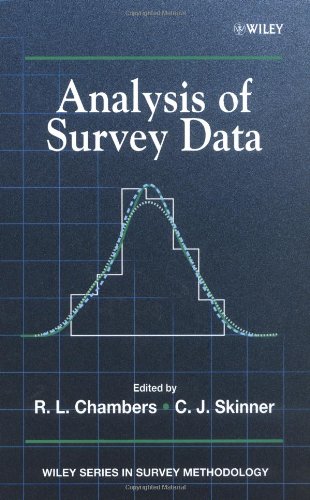 WILEY
Analysis of
Survey Data
Edited by
R. L. Chambers • C. J. Skinner
WILEY SERIES IN SURVEY METHODOLOGY